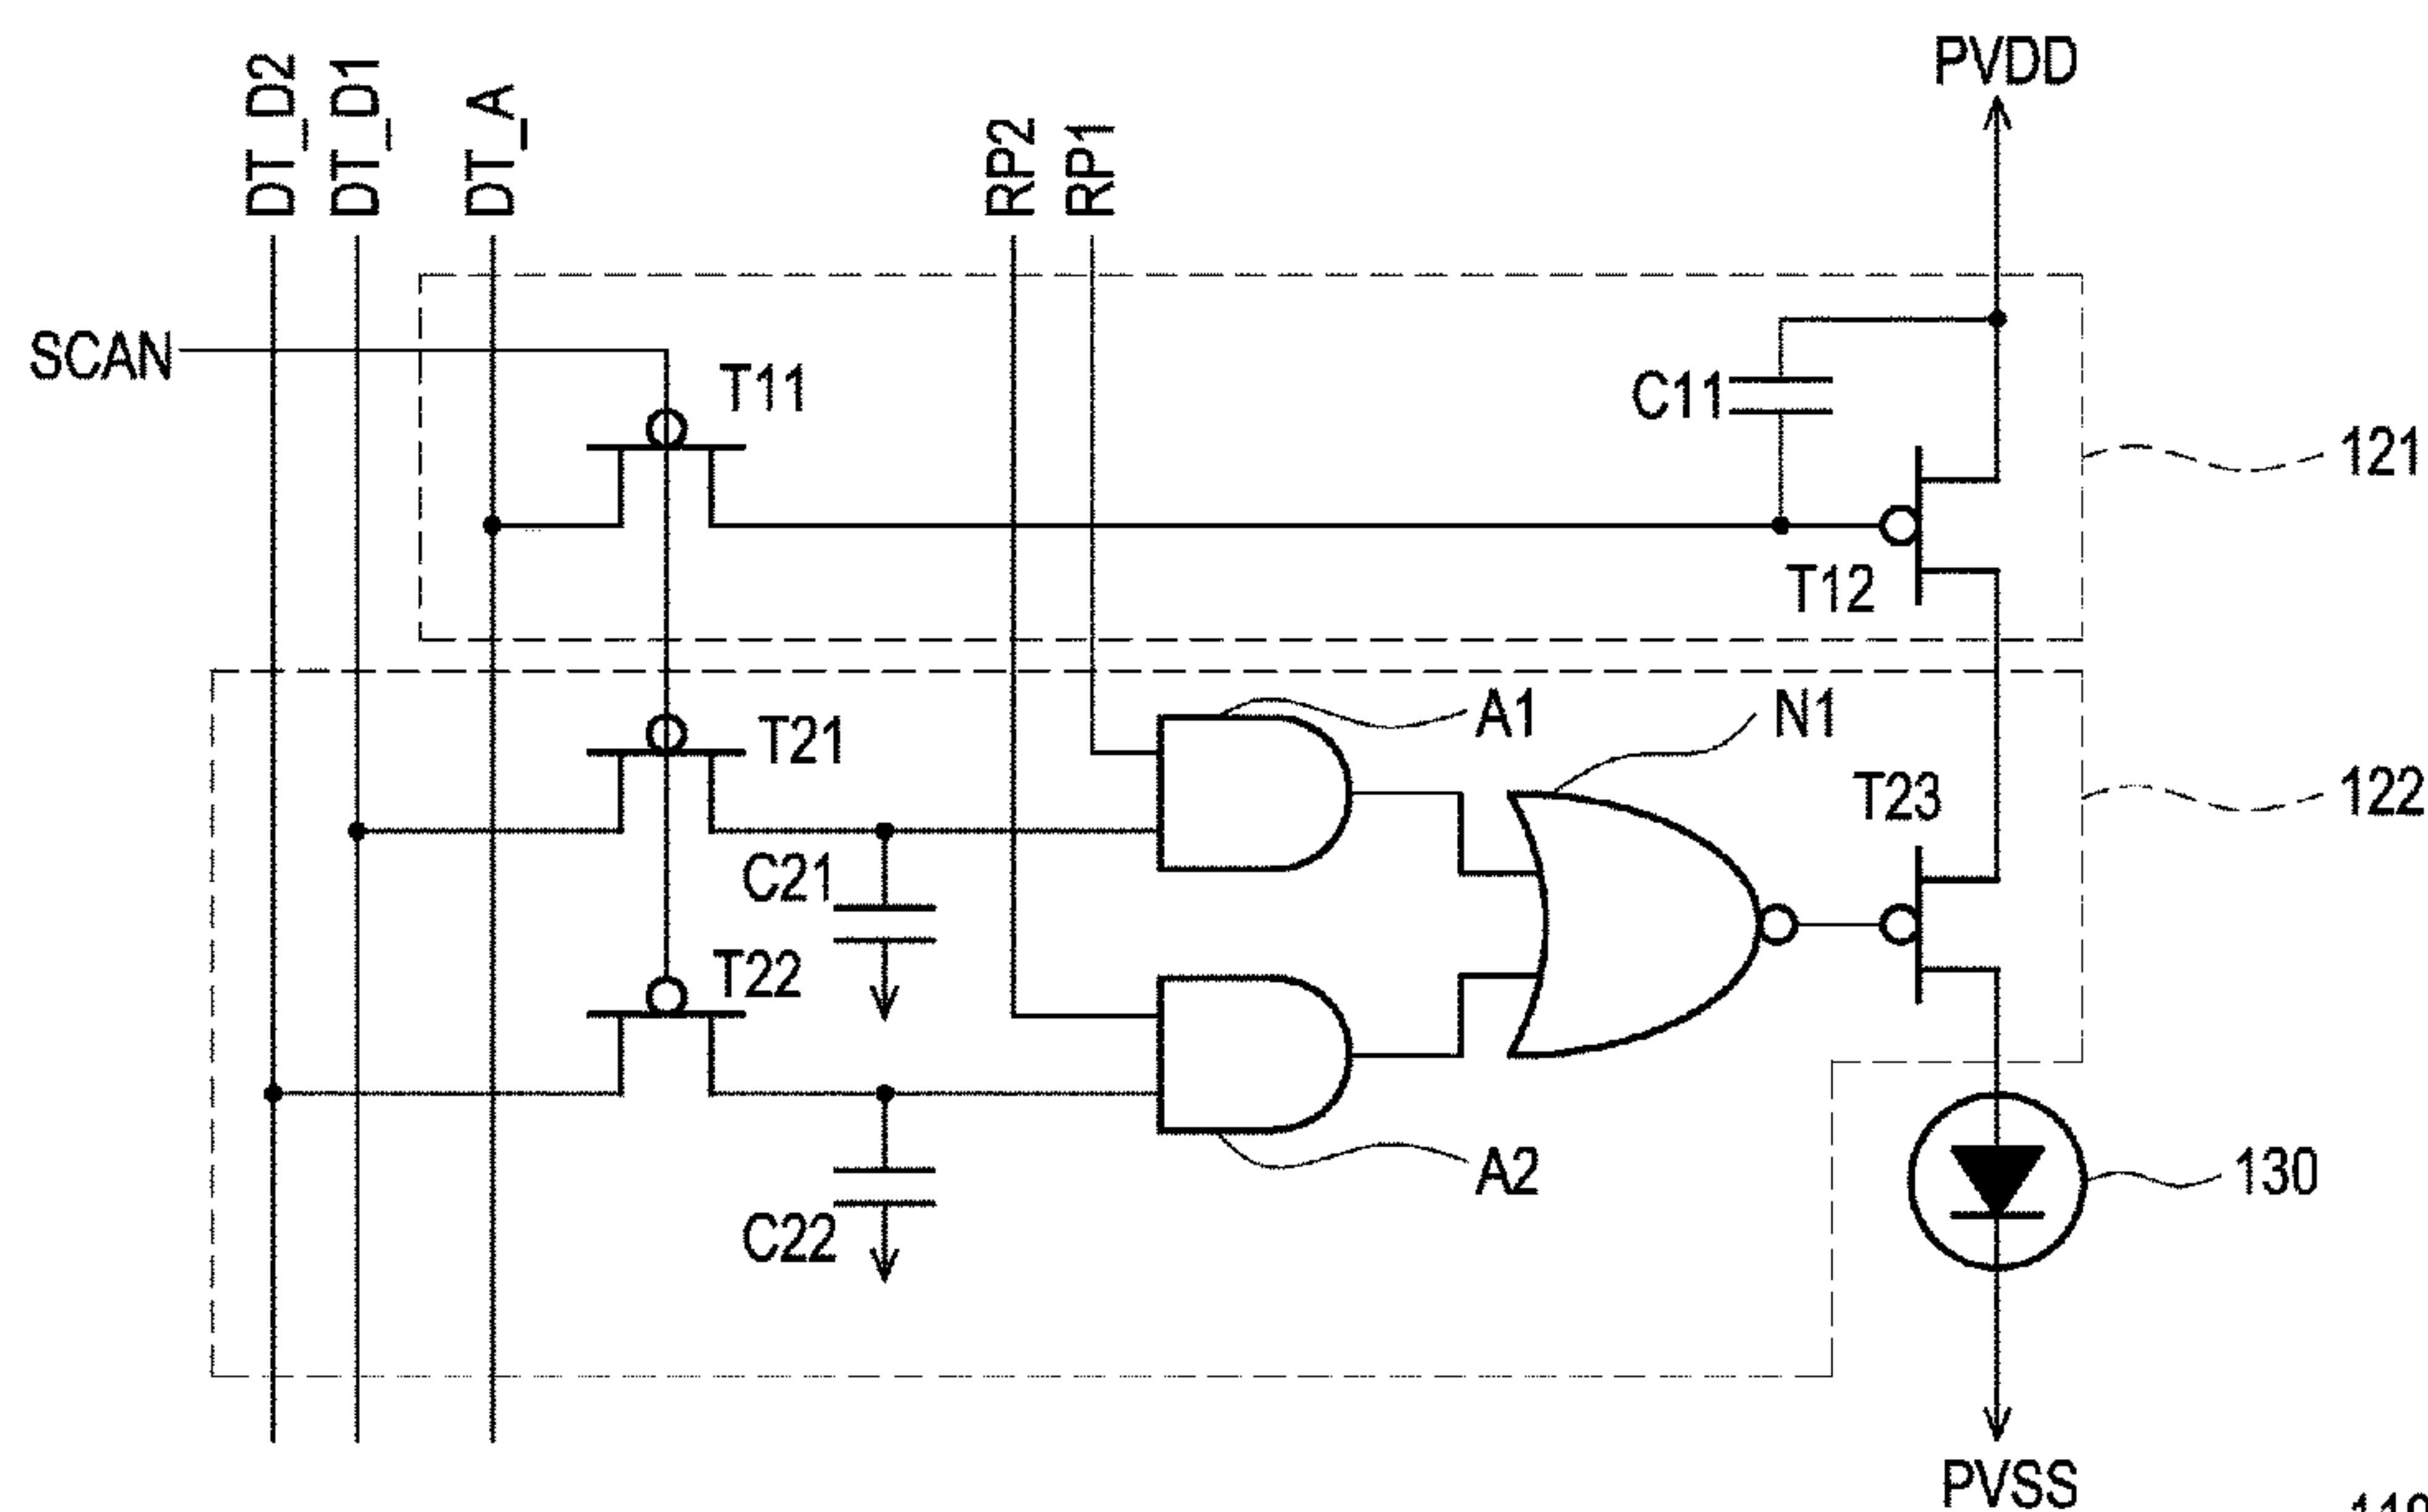 DT_D2
DT_D1
DT_A
RP2
RP1
PVDD
SCAN
T11
C11
121
T12
T21
A1
N1
T23
122
C21
T22
A2
130
C22
PVSS